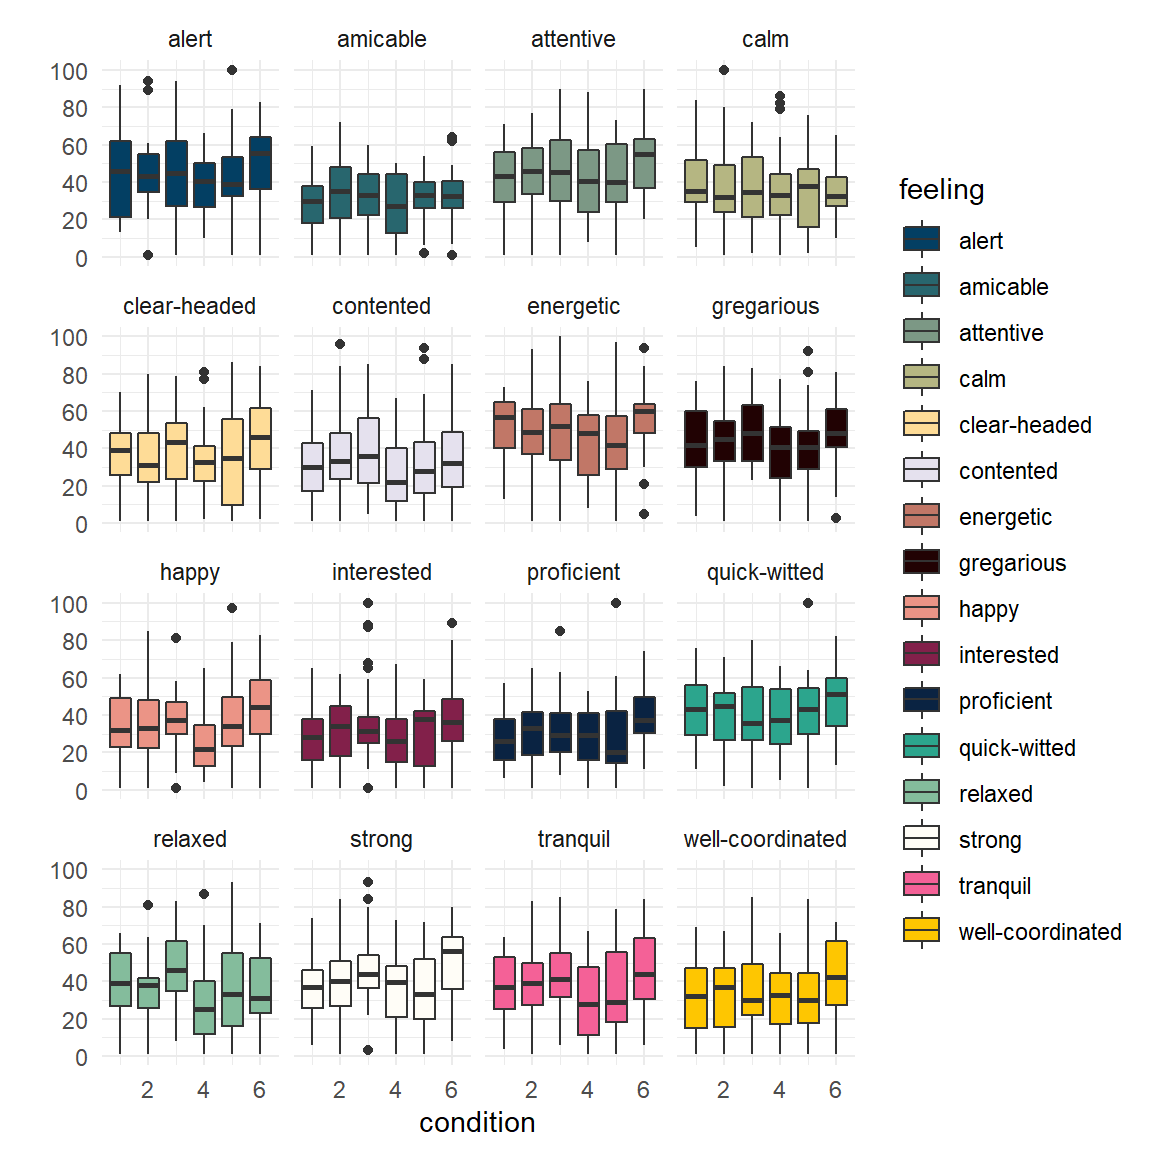 alert amicable attentive calm
100
80
60
40
20
0
clear-headed contented energetic gregarious
100
80
60
40
20
0
happy interested proficient quick-witted
100
80
60
40
20
0
relaxed strong tranquil well-coordinated
100
80
60
40
20
0
2 4 6 2 4 6 2 4 6 2 4 6
condition
feeling
alert
amicable
attentive
calm
clear-headed
contented
energetic
gregarious
happy
interested
proficient
quick-witted
relaxed
strong
tranquil
well-coordinated